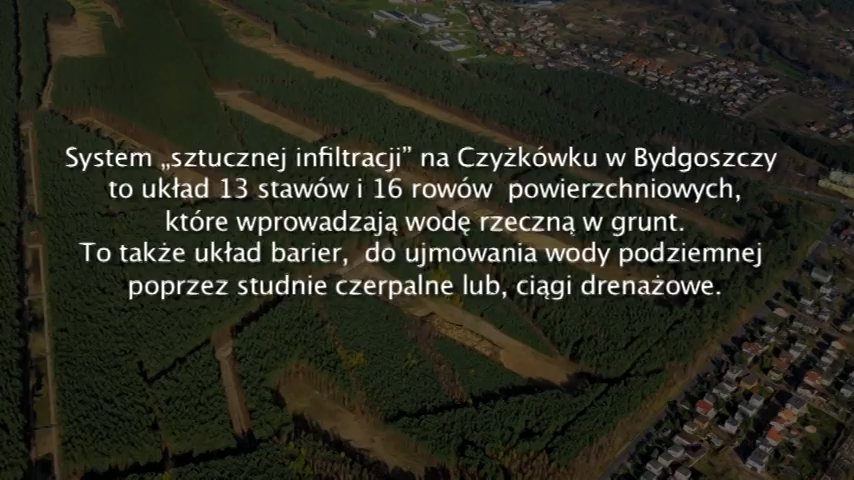 System „sztucznej infiltracji” na Czyżkówku w Bydgoszczy
to układ 13 stawów i 16 rowów powierzchniowych,
które wprowadzają wodę rzeczną w grunt.
To także układ barier, do ujmowania wody podziemnej
poprzez studnie czerpalne lub, ciągi drenażowe.